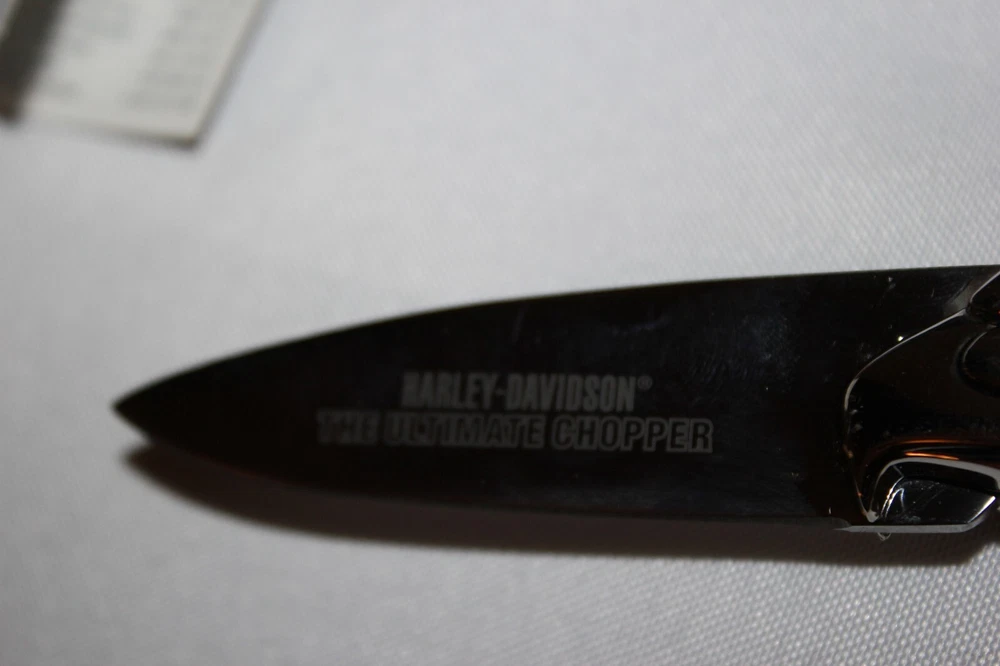 HARLEY-DAVIDSON®
THE ULTIMATE CHOPPER